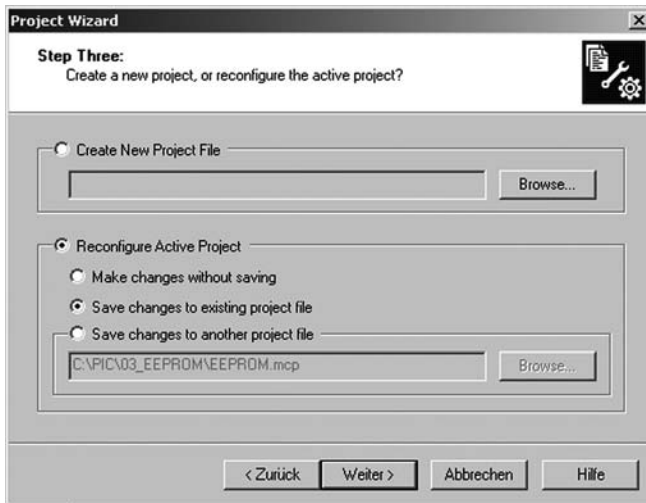 Project Wizard
Step Three:
Create a new project, or reconfigure the active project?
Create New Project File
Browse...
Reconfigure Active Project
Make changes without saving
Save changes to existing project file
Save changes to another project file
C:\PIC\03_EEPROM\EEPROM.mcp
Browse...
< Zurück Weiter > Abbrechen Hilfe